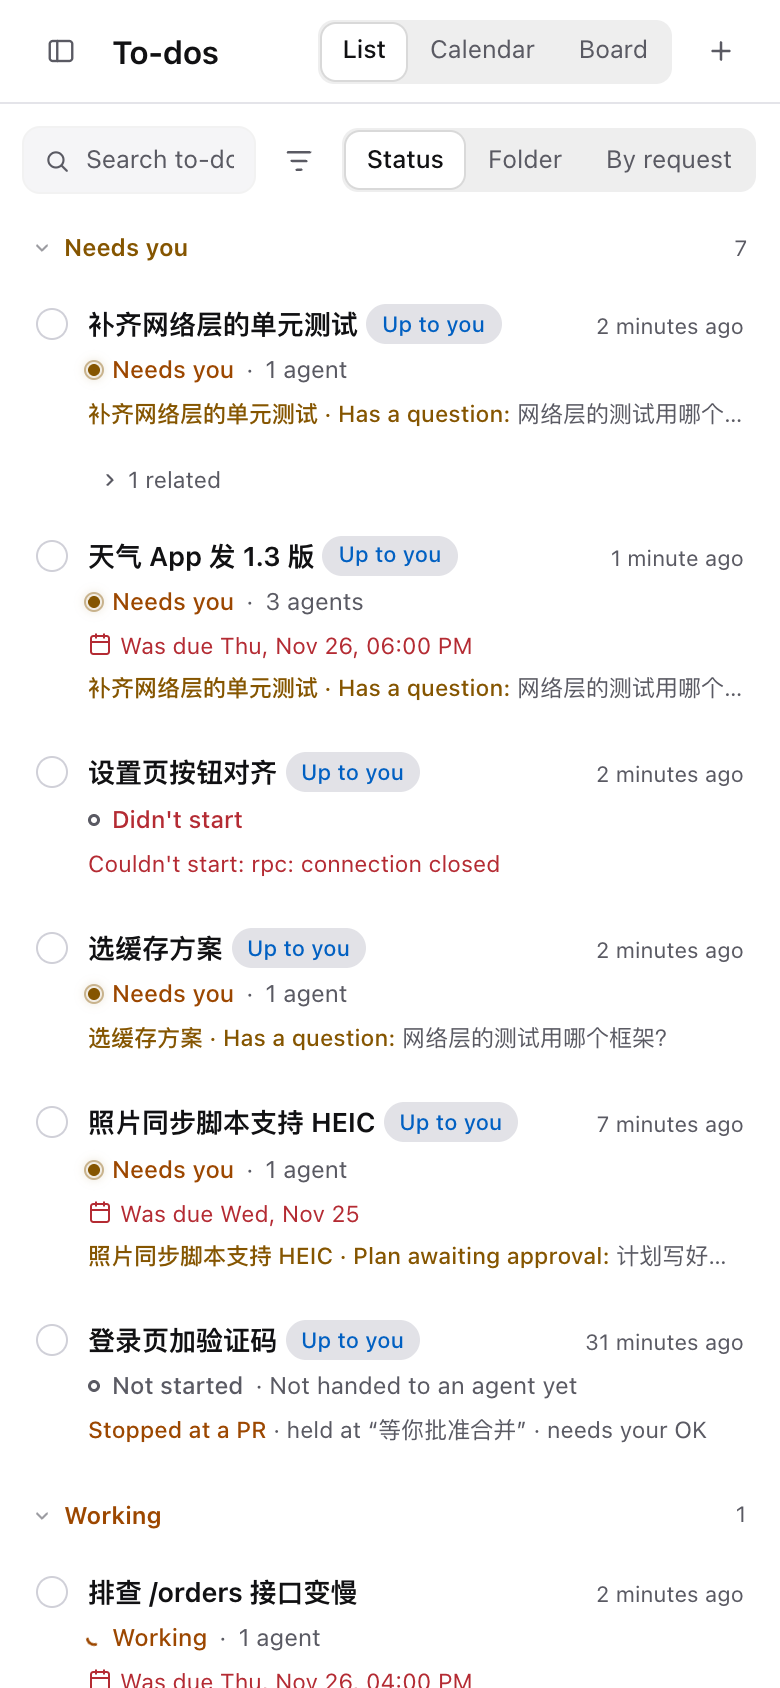 To-dos
List
Calendar
Board
Search to-dc
Status
Folder
By request
Needs you
7
补齐网络层的单元测试
Up to you
2 minutes ago
Needs you · 1 agent
补齐网络层的单元测试 · Has a question: 网络层的测试用哪个...
1 related
天气 App 发 1.3 版
Up to you
1 minute ago
Needs you · 3 agents
Was due Thu, Nov 26, 06:00 PM
补齐网络层的单元测试 · Has a question: 网络层的测试用哪个...
设置页按钮对齐
Up to you
2 minutes ago
Didn't start
Couldn't start: rpc: connection closed
选缓存方案
Up to you
2 minutes ago
Needs you · 1 agent
选缓存方案 · Has a question: 网络层的测试用哪个框架?
照片同步脚本支持 HEIC
Up to you
7 minutes ago
Needs you · 1 agent
Was due Wed, Nov 25
照片同步脚本支持 HEIC · Plan awaiting approval: 计划写好...
登录页加验证码
Up to you
31 minutes ago
Not started · Not handed to an agent yet
Stopped at a PR · held at “等你批准合并” · needs your OK
Working
1
排查 /orders 接口变慢
2 minutes ago
Working · 1 agent
Was due Thu, Nov 26, 04:00 PM